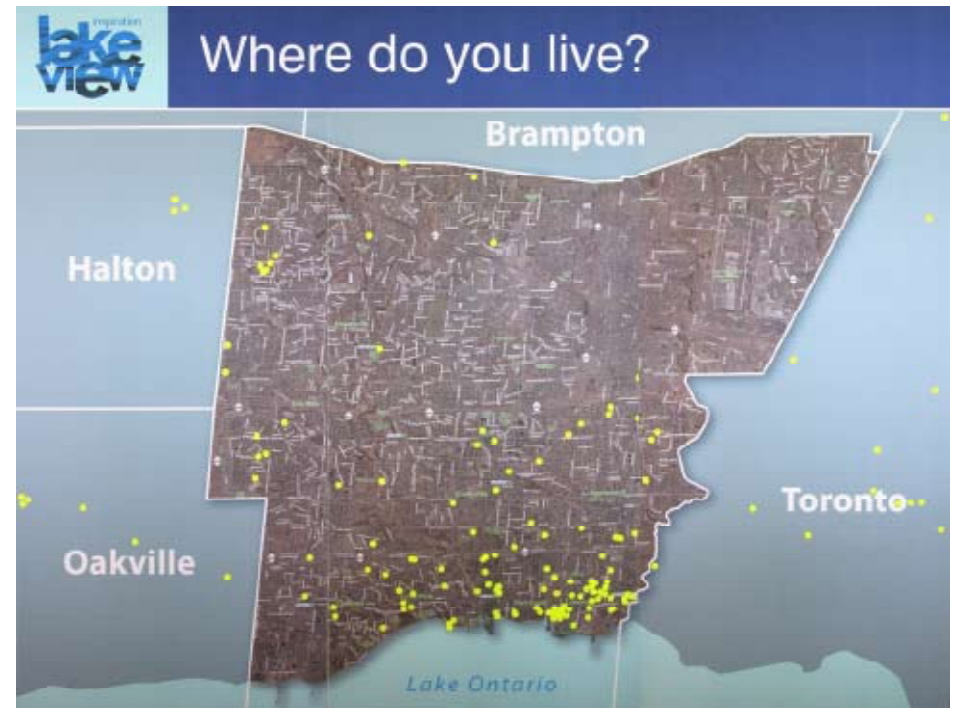 inspiration
lake
view
Where do you live?
Brampton
Halton
Toronto
Oakville
Lake Ontario